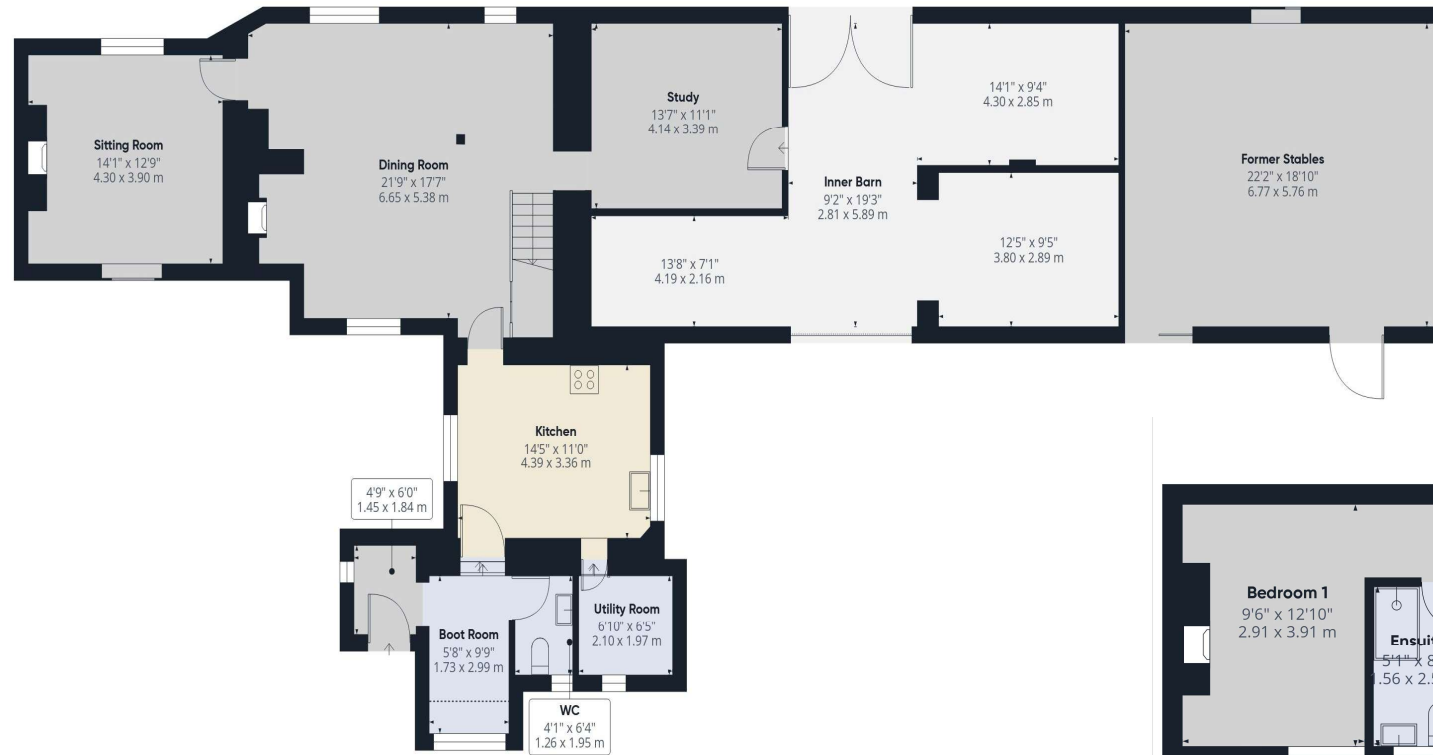 Sitting Room
14'1" x 12'9"
4.30 x 3.90 m
Dining Room
21'9" x 17'7"
6.65 x 5.38 m
Study
13'7" x 11'1"
4.14 x 3.39 m
13'8" x 7'1"
4.19 x 2.16 m
Inner Barn
9'2" x 19'3"
2.81 x 5.89 m
14'1" x 9'4"
4.30 x 2.85 m
12'5" x 9'5"
3.80 x 2.89 m
Former Stables
22'2" x 18'10"
6.77 x 5.76 m
Kitchen
14'5" x 11'0"
4.39 x 3.36 m
4'9" x 6'0"
1.45 x 1.84 m
Boot Room
5'8" x 9'9"
1.73 x 2.99 m
Utility Room
6'10" x 6'5"
2.10 x 1.97 m
WC
4'1" x 6'4"
1.26 x 1.95 m
Bedroom 1
9'6" x 12'10"
2.91 x 3.91 m
5'1" x
1.56 x